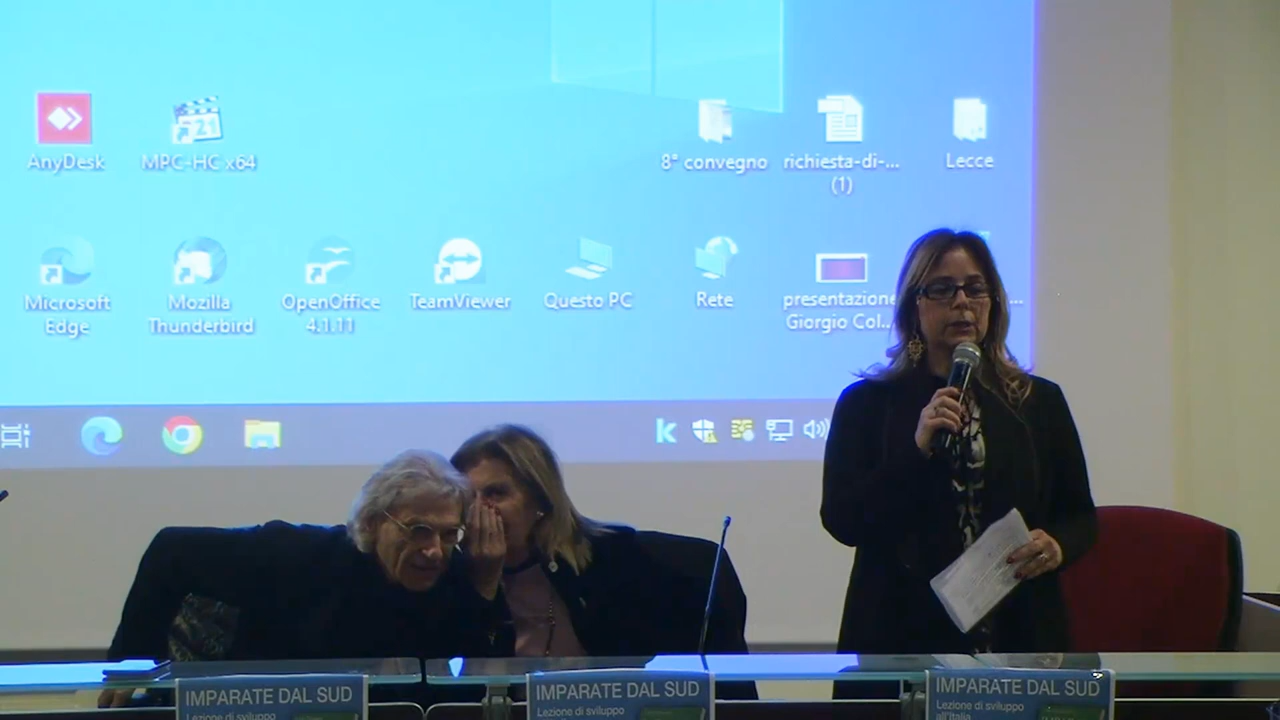 AnyDesk
MPC-HC x64
21
8° convegno
richiesta-di-...
(1)
Lecce
Microsoft
Edge
Mozilla
Thunderbird
OpenOffice
4.1.11
TeamViewer
Questo PC
Rete
presentazione
Giorgio Col...
...
IMPARATE DAL SUD
Lezione di sviluppo
IMPARATE DAL SUD
Lezione di sviluppo
IMPARATE DAL SUD
Lezione di sviluppo
all'Italia